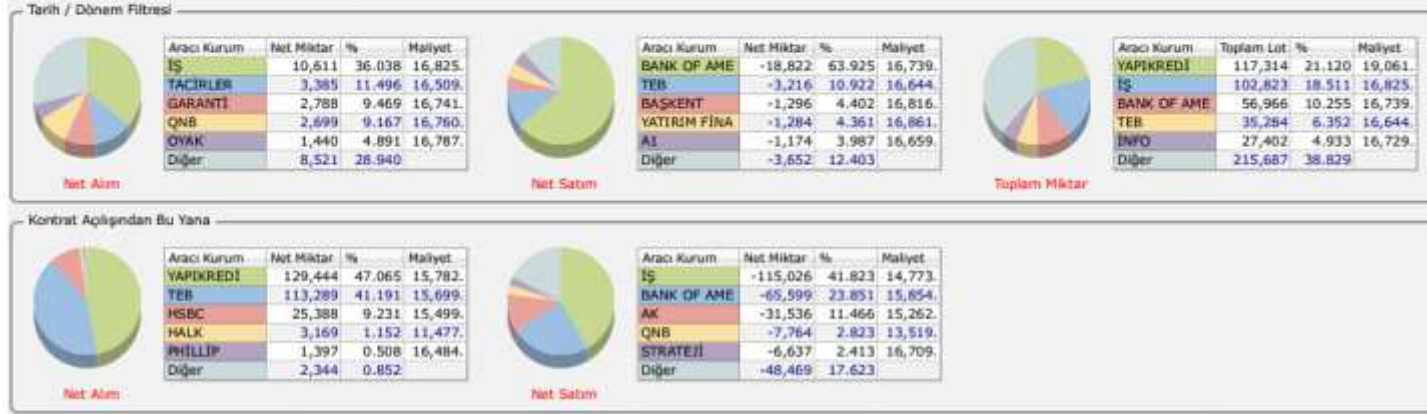 Tarih / Dönem Filtresi
Aracı Kurum Net Miktar % Maliyet
İŞ 10,611 36.038 16,825.
TACİRLER 3,385 11.496 16,509.
GARANTİ 2,788 9.469 16,741.
QNB 2,699 9.167 16,760.
OYAK 1,440 4.891 16,787.
Diğer 8,521 28.940
Net Alım
Aracı Kurum Net Miktar % Maliyet
BANK OF AME -18,822 63.925 16,739.
TEB -3,216 10.922 16,644.
BAŞKENT -1,296 4.402 16,816.
YATIRIM FİNA -1,284 4.361 16,861.
A1 -1,174 3.987 16,659.
Diğer -3,652 12.403
Net Satım
Aracı Kurum Toplam Lot % Maliyet
YAPIKREDİ 117,314 21.120 19,061.
İŞ 102,823 18.511 16,825.
BANK OF AME 56,966 10.255 16,739.
TEB 35,284 6.352 16,644.
İNFO 27,402 4.933 16,729.
Diğer 215,687 38.829
Toplam Miktar
Kontrat Açılışından Bu Yana
Aracı Kurum Net Miktar % Maliyet
YAPIKREDİ 129,444 47.065 15,782.
TEB 113,289 41.191 15,699.
HSBC 25,388 9.231 15,499.
HALK 3,169 1.152 11,477.
PHILLIP 1,397 0.508 16,484.
Diğer 2,344 0.852
Net Alım
Aracı Kurum Net Miktar % Maliyet
İŞ -115,026 41.823 14,773.
BANK OF AME -65,599 23.851 15,854.
AK -31,536 11.466 15,262.
QNB -7,764 2.823 13,519.
STRATEJİ -6,637 2.413 16,709.
Diğer -48,469 17.623
Net Satım